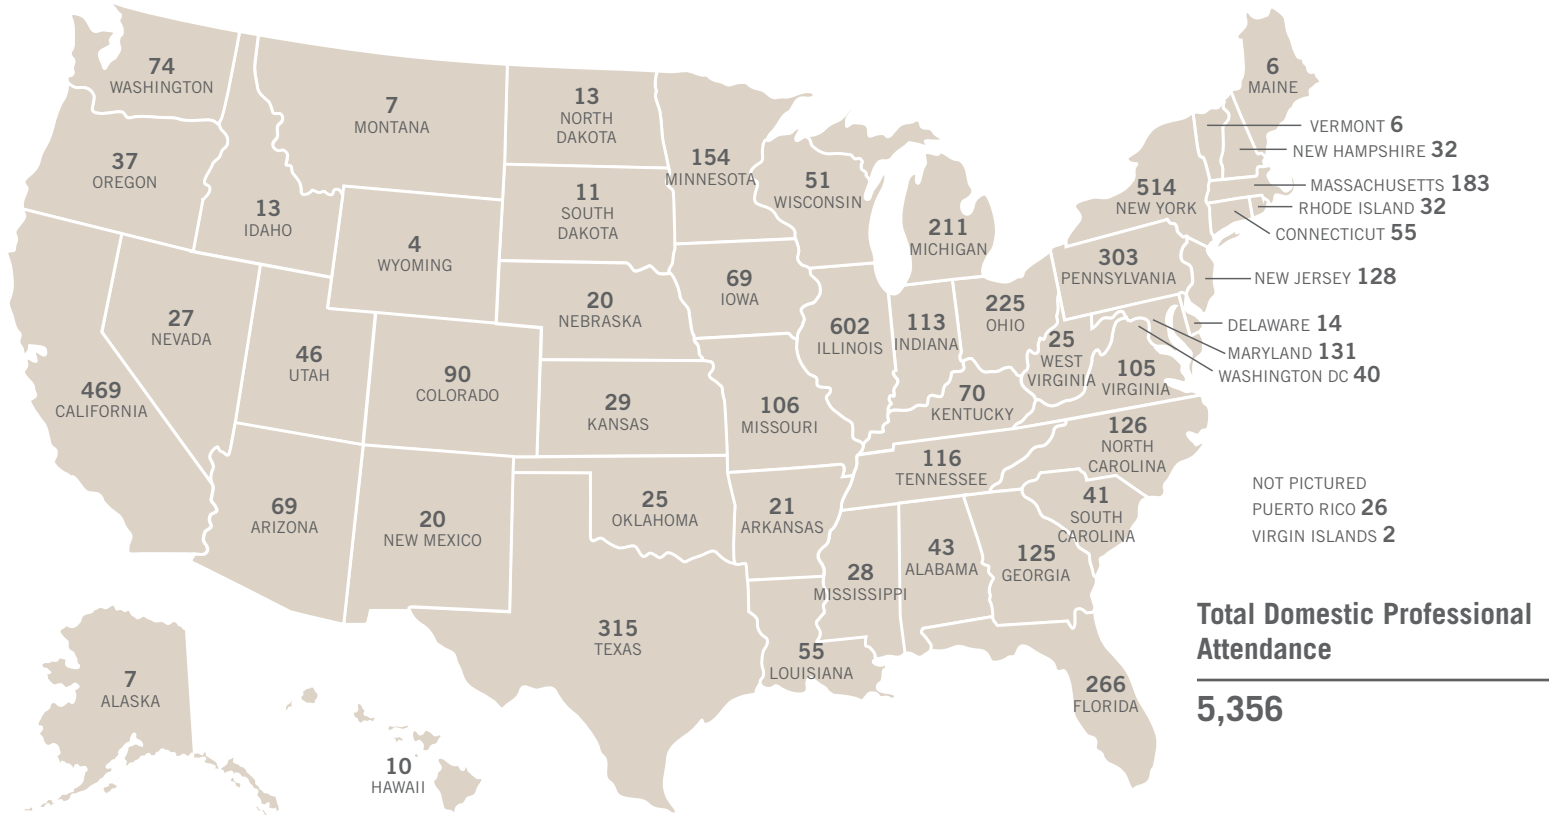 74
WASHINGTON
7
MONTANA
13
NORTH
DAKOTA
154
MINNESOTA
6
MAINE
VERMONT 6
NEW HAMPSHIRE 32
MASSACHUSETTS 183
RHODE ISLAND 32
CONNECTICUT 55
37
OREGON
13
IDAHO
4
WYOMING
11
SOUTH
DAKOTA
51
WISCONSIN
211
MICHIGAN
514
NEW YORK
303
PENNSYLVANIA
NEW JERSEY 128
27
NEVADA
46
UTAH
90
COLORADO
20
NEBRASKA
69
IOWA
602
ILLINOIS
113
INDIANA
225
OHIO
25
WEST
VIRGINIA
105
VIRGINIA
DELAWARE 14
MARYLAND 131
WASHINGTON DC 40
469
CALIFORNIA
29
KANSAS
106
MISSOURI
70
KENTUCKY
126
NORTH
CAROLINA
116
TENNESSEE
69
ARIZONA
20
NEW MEXICO
25
OKLAHOMA
21
ARKANSAS
41
SOUTH
CAROLINA
28
MISSISSIPPI
43
ALABAMA
125
GEORGIA
NOT PICTURED
PUERTO RICO 26
VIRGIN ISLANDS 2
315
TEXAS
55
LOUISIANA
266
FLORIDA
7
ALASKA
10
HAWAII
Total Domestic Professional
Attendance
5,356